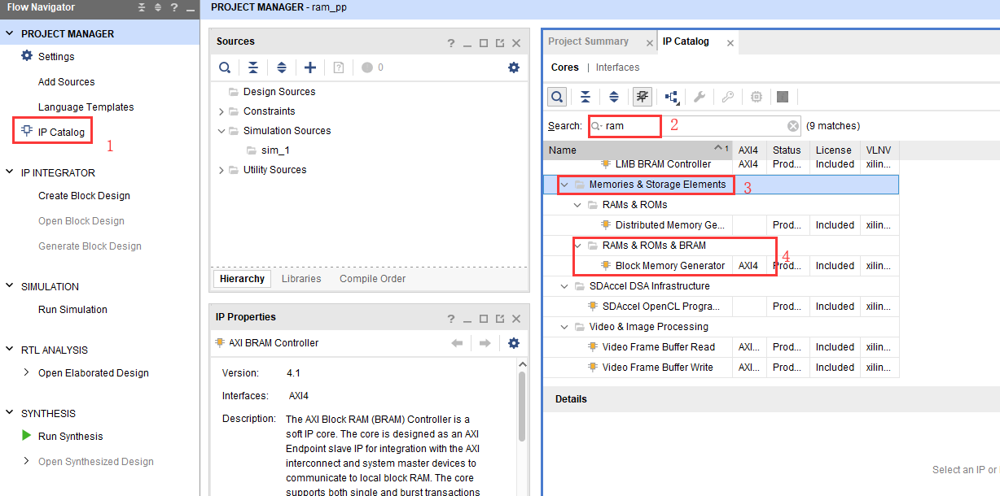 Flow Navigator
PROJECT MANAGER - ram_pp
PROJECT MANAGER
Settings
Add Sources
Language Templates
IP Catalog
1
IP INTEGRATOR
Create Block Design
Open Block Design
Generate Block Design
SIMULATION
Run Simulation
RTL ANALYSIS
Open Elaborated Design
SYNTHESIS
Run Synthesis
Open Synthesized Design
Sources
0
Design Sources
Constraints
Simulation Sources
sim_1
Utility Sources
Hierarchy Libraries Compile Order
IP Properties
AXI BRAM Controller
Version: 4.1
Interfaces: AXI4
Description: The AXI Block RAM (BRAM) Controller is a
soft IP core. The core is designed as an AXI
Endpoint slave IP for integration with the AXI
interconnect and system master devices to
communicate to local block RAM. The core
supports both single and burst transactions
Project Summary IP Catalog
Cores | Interfaces
Search: ram 2 (9 matches)
Name 1 AXI4 Status License VLNV
LMB BRAM Controller AXI4 Prod... Included xilin...
Memories & Storage Elements 3
RAMs & ROMs
Distributed Memory Ge... Prod... Included xilin...
RAMs & ROMs & BRAM 4
Block Memory Generator AXI4 Prod... Included xilin...
SDAccel DSA Infrastructure
SDAccel OpenCL Progra... Prod... Included xilin...
Video & Image Processing
Video Frame Buffer Read AXI... Prod... Included xilin...
Video Frame Buffer Write AXI... Prod... Included xilin...
Details
Select an IP or